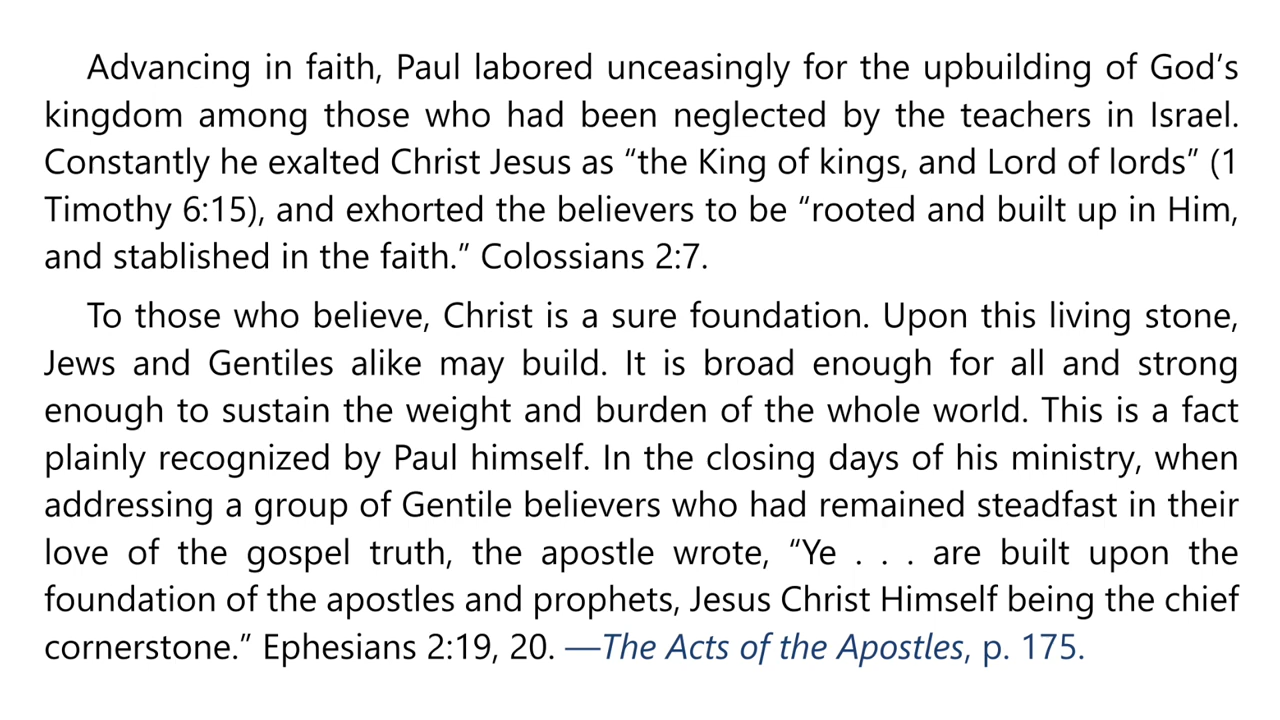 Advancing in faith, Paul labored unceasingly for the upbuilding of God’s
kingdom among those who had been neglected by the teachers in Israel.
Constantly he exalted Christ Jesus as “the King of kings, and Lord of lords” (1
Timothy 6:15), and exhorted the believers to be “rooted and built up in Him,
and stablished in the faith.” Colossians 2:7.
To those who believe, Christ is a sure foundation. Upon this living stone,
Jews and Gentiles alike may build. It is broad enough for all and strong
enough to sustain the weight and burden of the whole world. This is a fact
plainly recognized by Paul himself. In the closing days of his ministry, when
addressing a group of Gentile believers who had remained steadfast in their
love of the gospel truth, the apostle wrote, “Ye . . . are built upon the
foundation of the apostles and prophets, Jesus Christ Himself being the chief
cornerstone.” Ephesians 2:19, 20. —The Acts of the Apostles, p. 175.